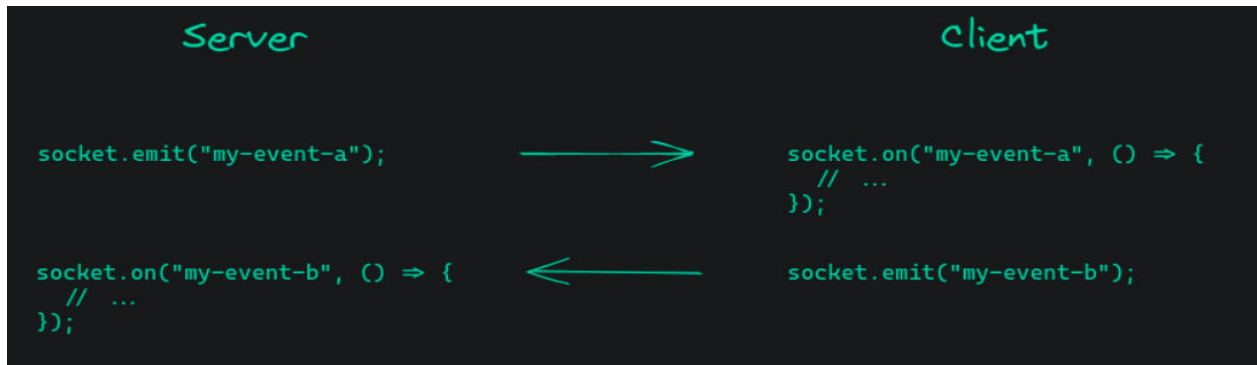 Server
Client
socket.emit("my-event-a");
socket.on("my-event-a", () ⇒ {
  // ...
});
socket.on("my-event-b", () ⇒ {
  // ...
});
socket.emit("my-event-b");